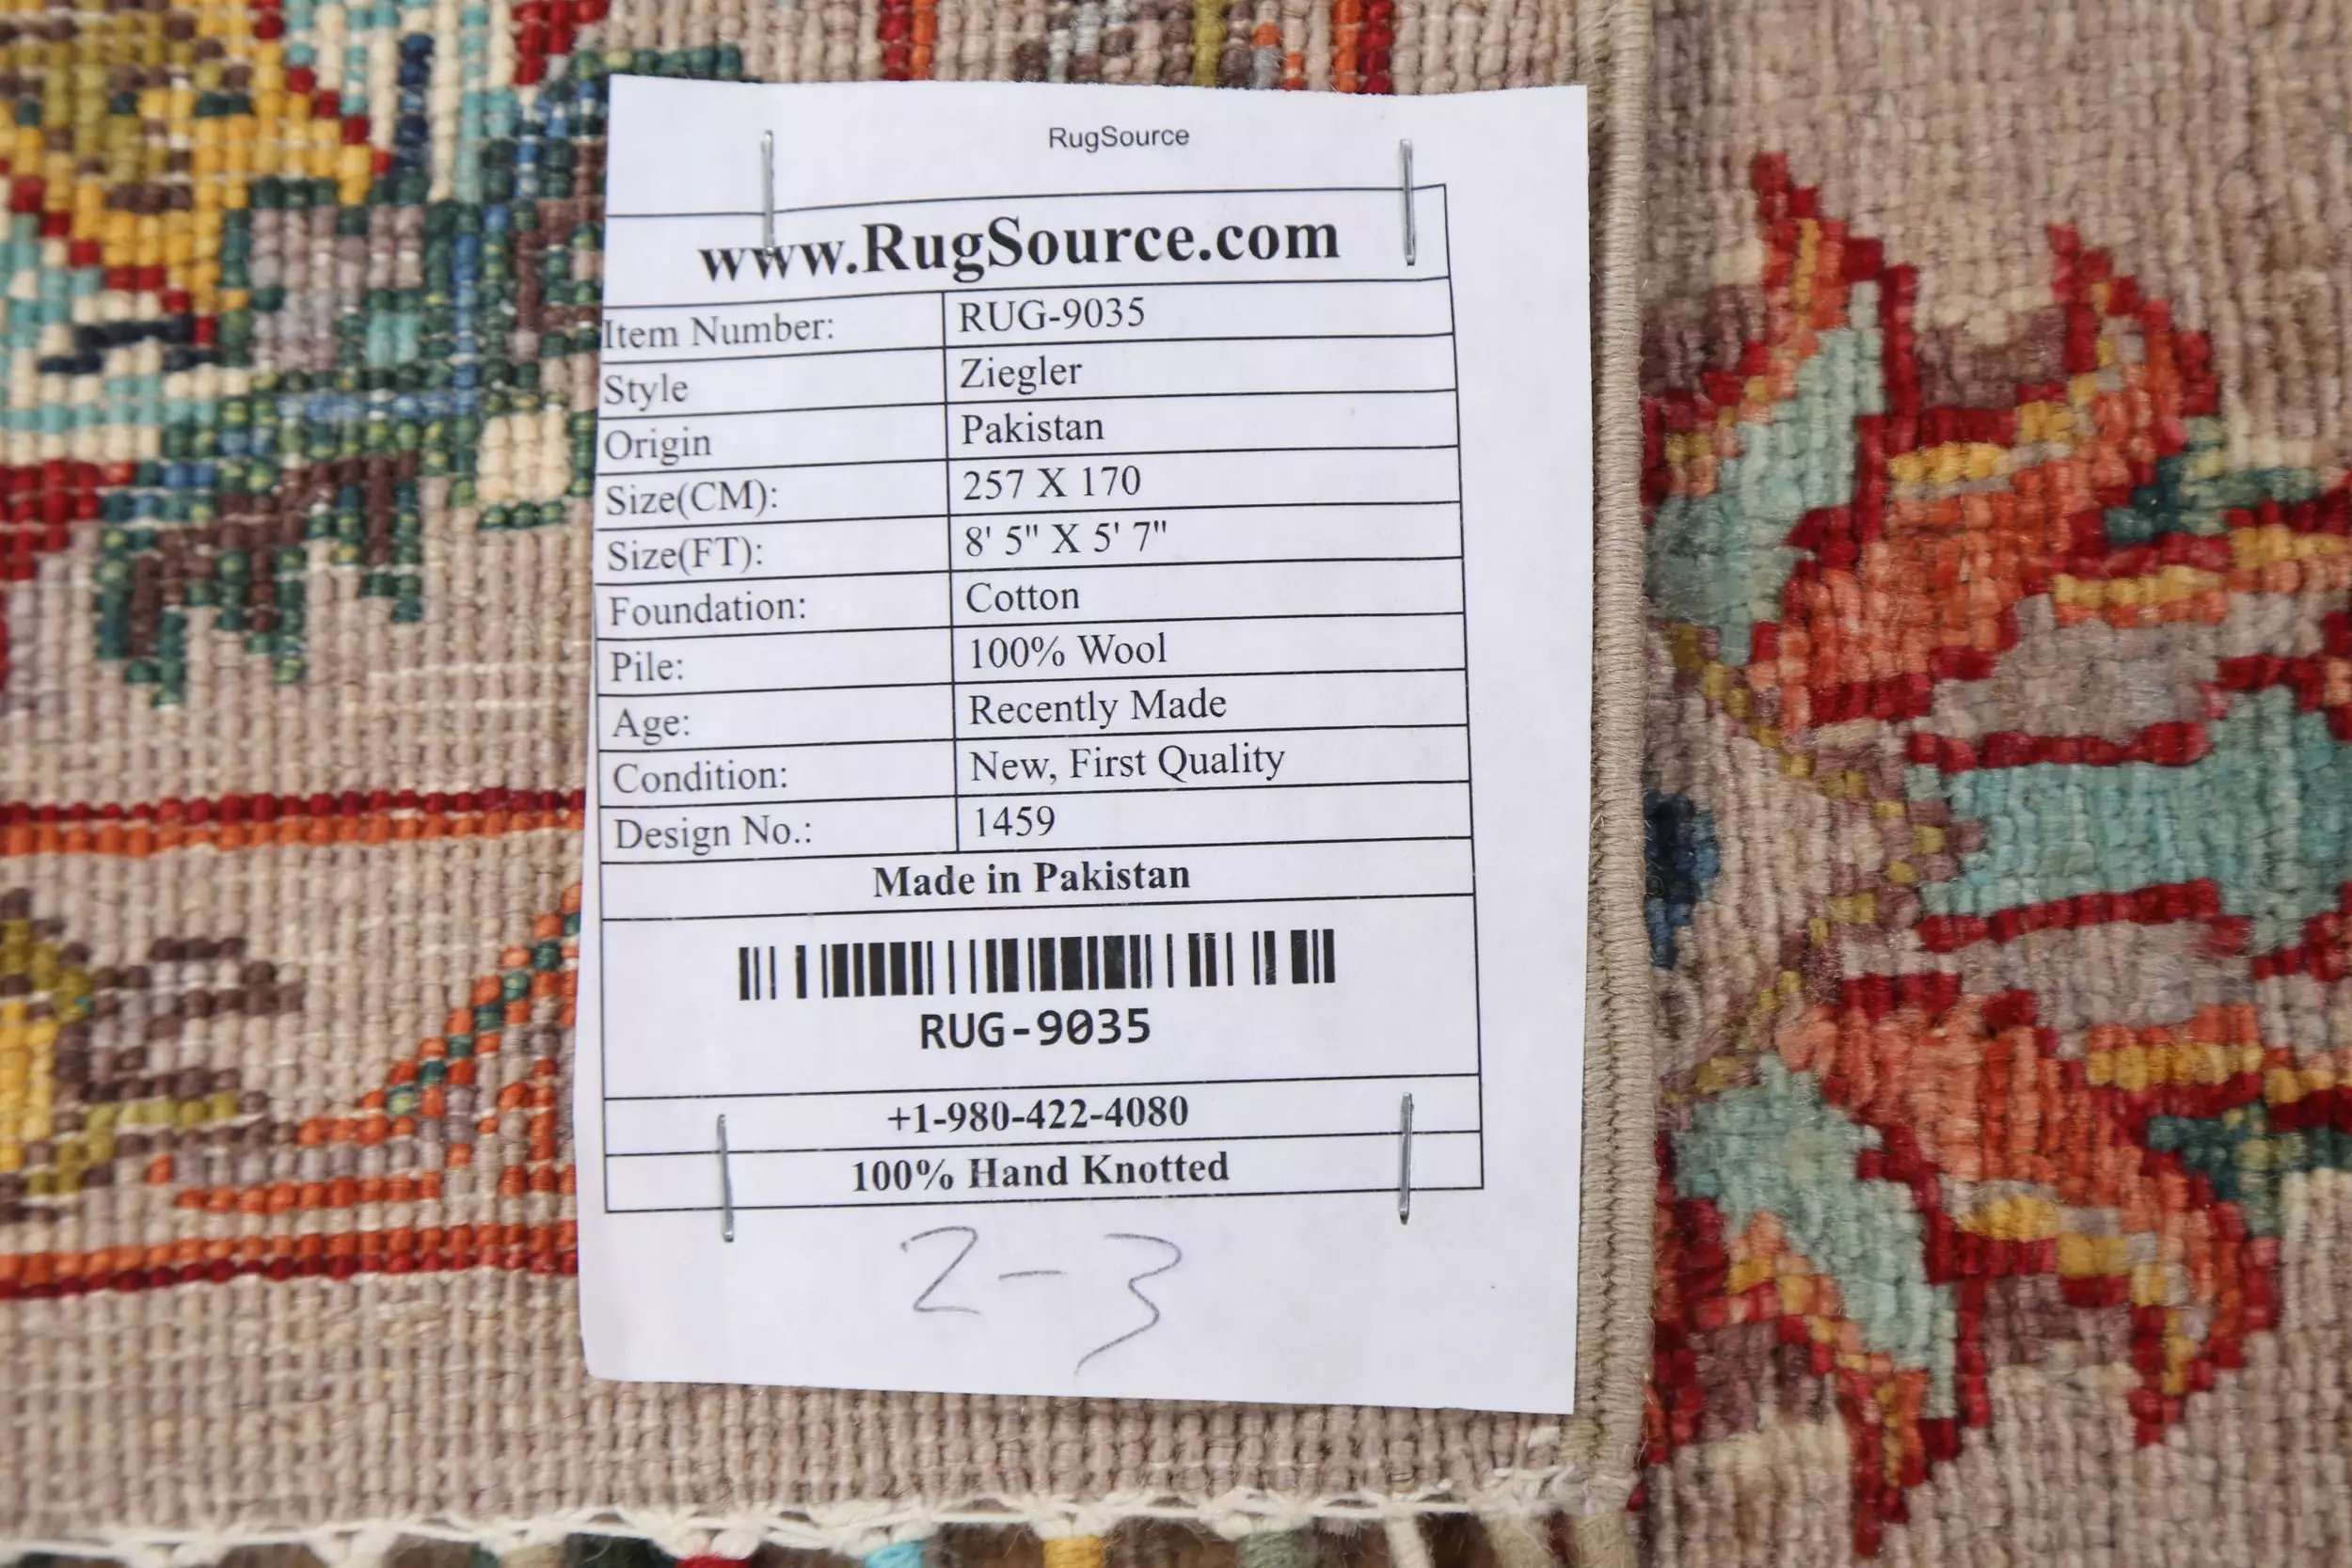 RugSource
www.RugSource.com
Item Number: RUG-9035
Style Ziegler
Origin Pakistan
Size(CM): 257 X 170
Size(FT): 8' 5" X 5' 7"
Foundation: Cotton
Pile: 100% Wool
Age: Recently Made
Condition: New, First Quality
Design No.: 1459
Made in Pakistan
RUG-9035
+1-980-422-4080
100% Hand Knotted
2-3